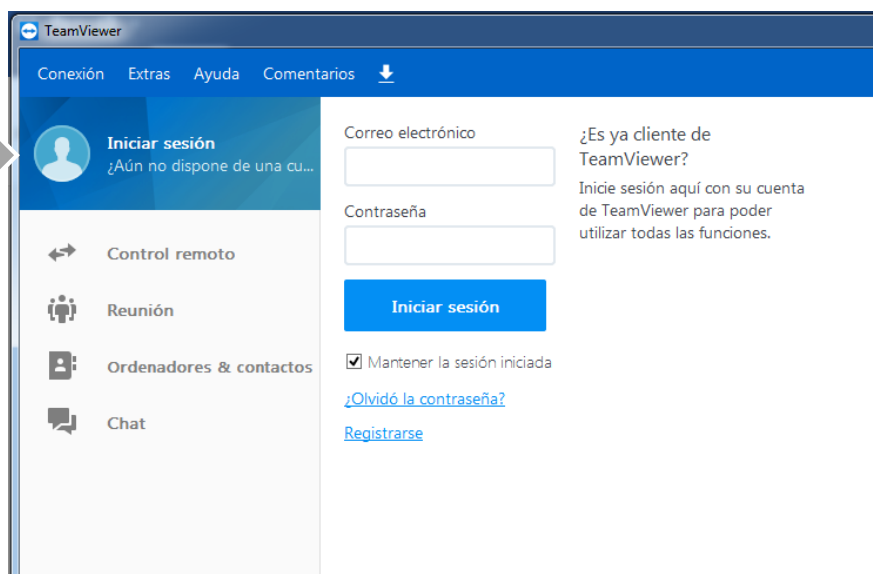 TeamViewer
Conexión Extras Ayuda Comentarios
Iniciar sesión
¿Aún no dispone de una cu...
Control remoto
Reunión
Ordenadores & contactos
Chat
Correo electrónico
Contraseña
Iniciar sesión
Mantener la sesión iniciada
¿Olvidó la contraseña?
Registrarse
¿Es ya cliente de
TeamViewer?
Inicie sesión aquí con su cuenta
de TeamViewer para poder
utilizar todas las funciones.